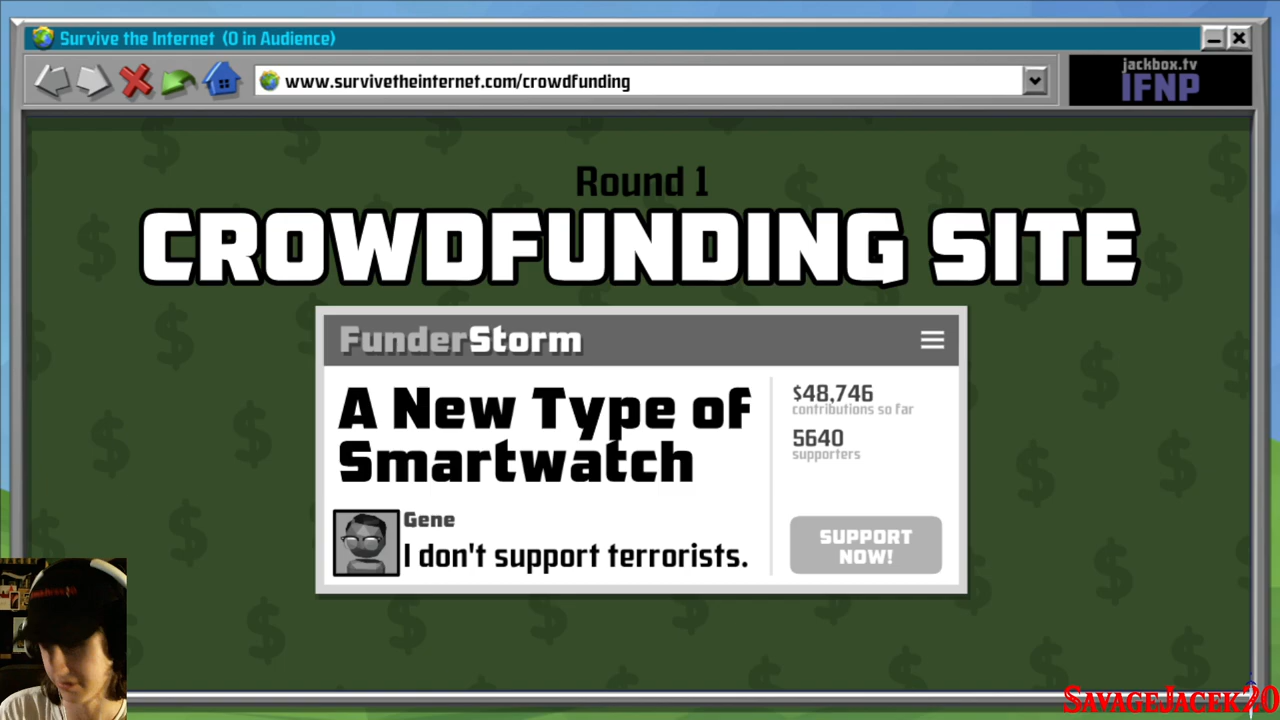 Survive the Internet (0 in Audience)
www.survivetheinternet.com/crowdfunding
jackbox.tv
IFNP
Round 1
CROWDFUNDING SITE
FunderStorm
A New Type of
Smartwatch
$48,746
contributions so far
5640
supporters
Gene
I don't support terrorists.
SUPPORT
NOW!
SAVAGEJACEK20